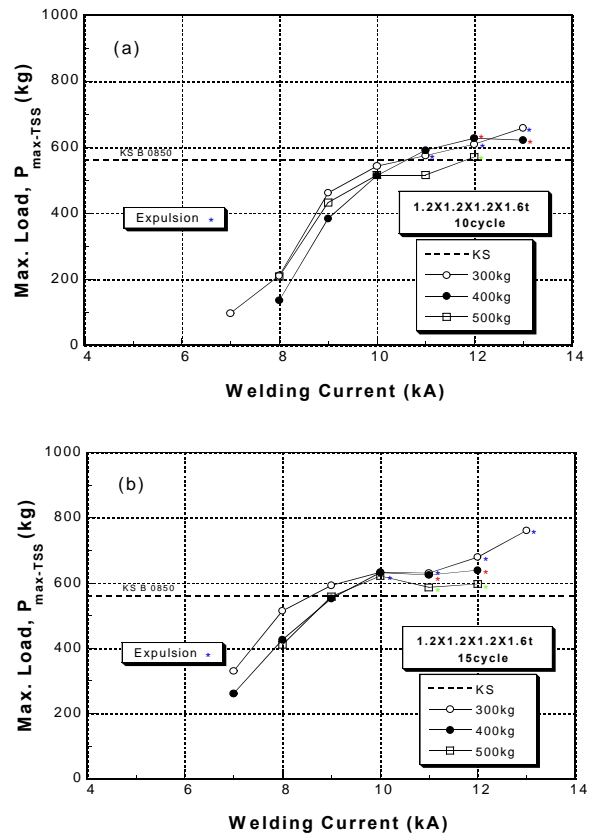 1000
(a)
800
600
KS B 0850
400
200
0
Max. Load, P max-TSS (kg)
Expulsion *
1.2X1.2X1.2X1.6t
10cycle
KS
300kg
400kg
500kg
4 6 8 10 12 14
Welding Current (kA)
1000
(b)
800
600
KS B 0850
400
200
0
Max. Load, P max-TSS (kg)
Expulsion *
1.2X1.2X1.2X1.6t
15cycle
KS
300kg
400kg
500kg
4 6 8 10 12 14
Welding Current (kA)